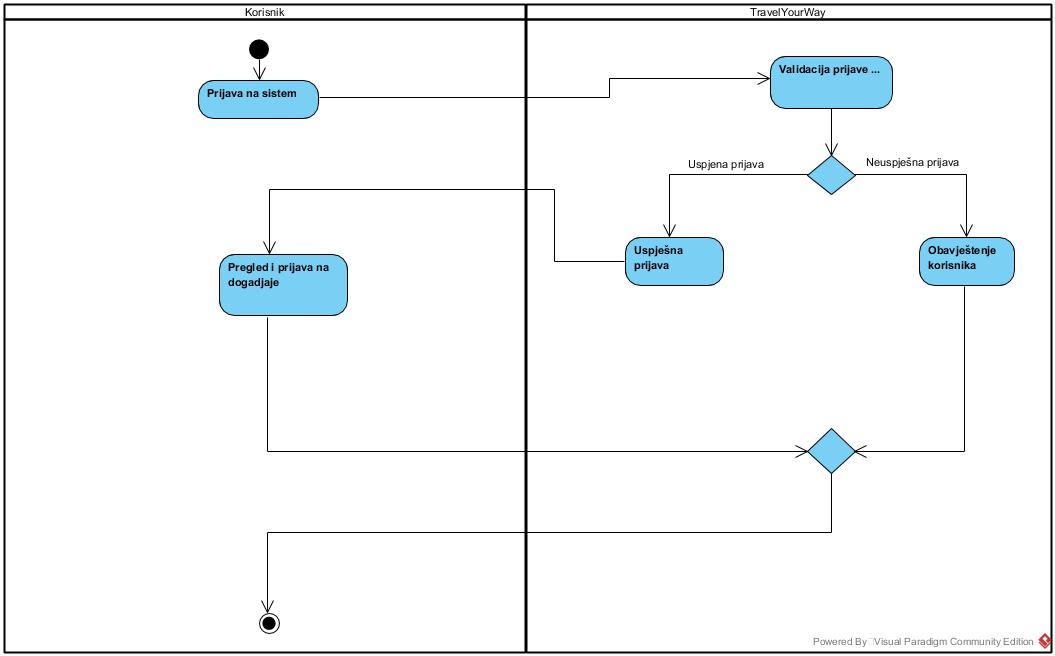 Korisnik
TravelYourWay
Prijava na sistem
Validacija prijave ...
Uspjena prijava
Neuspješna prijava
Uspješna
prijava
Obavještenje
korisnika
Pregled i prijava na
dogadjaje
Powered By Visual Paradigm Community Edition